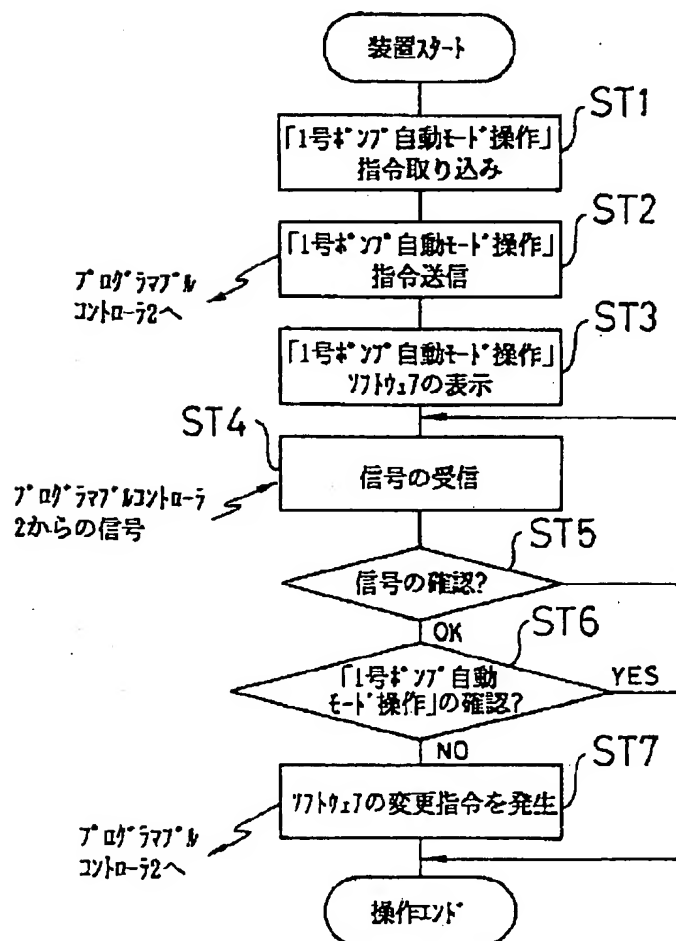 装置スタート
ST1
「1号ポンプ自動モード操作」
指令取り込み
ST2
「1号ポンプ自動モード操作」
指令送信
プログラマブル
コントローラ2へ
ST3
「1号ポンプ自動モード操作」
ソフトウェアの表示
ST4
信号の受信
プログラマブルコントローラ
2からの信号
ST5
信号の確認?
OK
ST6
「1号ポンプ自動
モード操作」の確認?
YES
NO
ST7
ソフトウェアの変更指令を発生
プログラマブル
コントローラ2へ
操作エンド